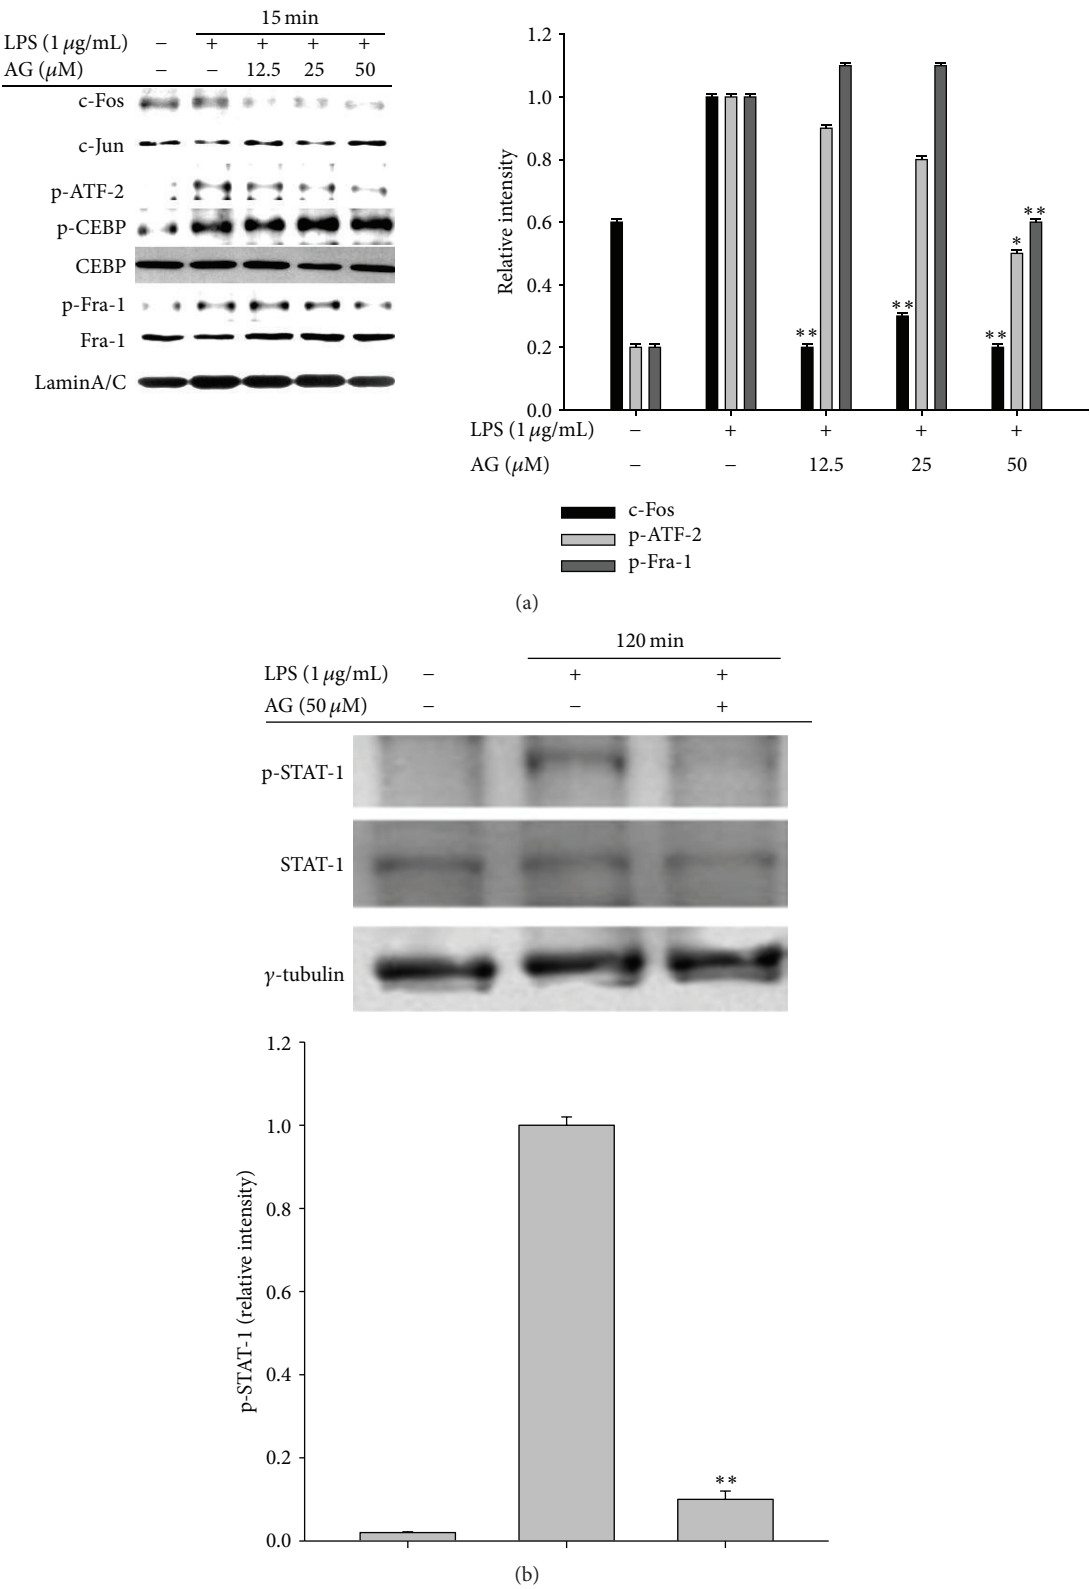 15 min
LPS (1 μg/mL) − + + + +
AG (μM) − − 12.5 25 50
c-Fos
c-Jun
p-ATF-2
p-CEBP
CEBP
p-Fra-1
Fra-1
LaminA/C
Relative intensity
1.2
1.0
0.8
0.6
0.4
0.2
0.0
** ** ** * **
LPS (1 μg/mL) − + + + +
AG (μM) − − 12.5 25 50
c-Fos
p-ATF-2
p-Fra-1
(a)
120 min
LPS (1 μg/mL) − + +
AG (50 μM) − − +
p-STAT-1
STAT-1
γ-tubulin
p-STAT-1 (relative intensity)
1.2
1.0
0.8
0.6
0.4
0.2
0.0
**
(b)